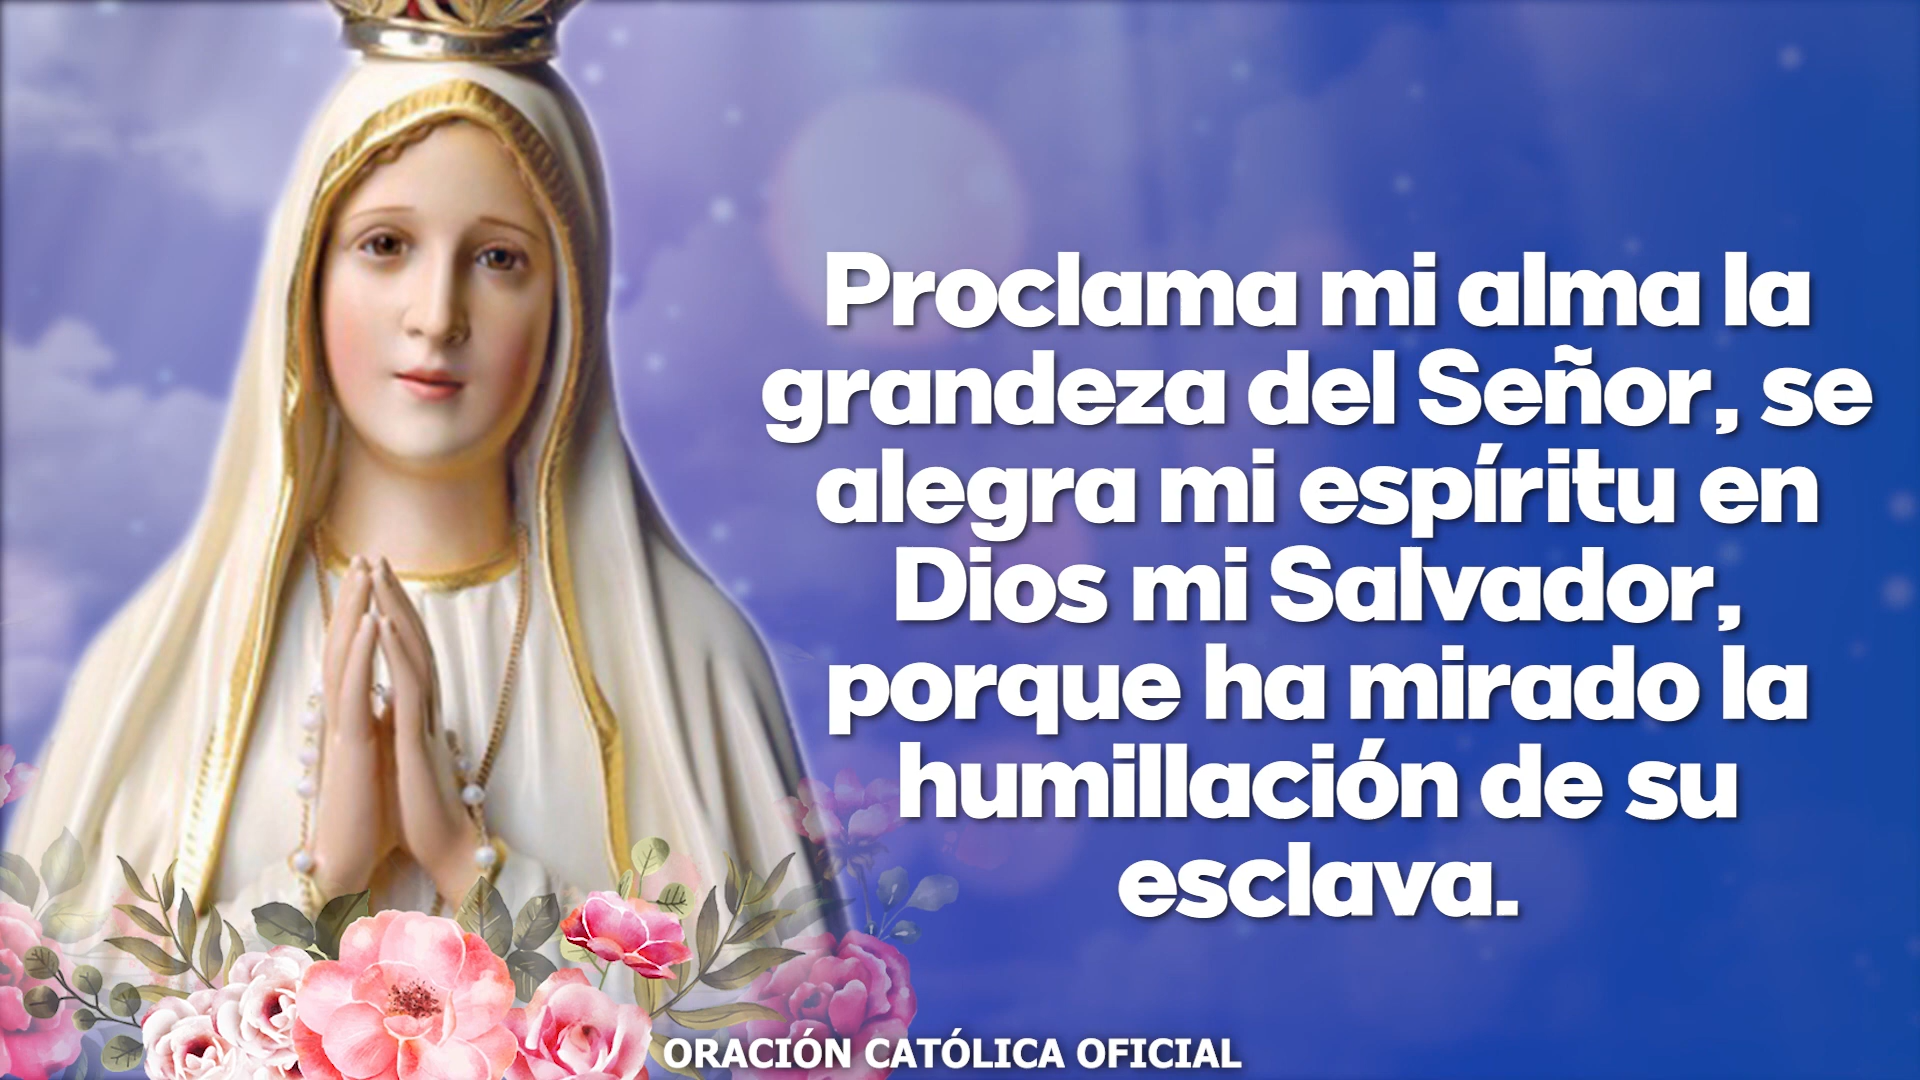 Proclama mi alma la
grandeza del Señor, se
alegra mi espíritu en
Dios mi Salvador,
porque ha mirado la
humillación de su
esclava.
ORACIÓN CATÓLICA OFICIAL